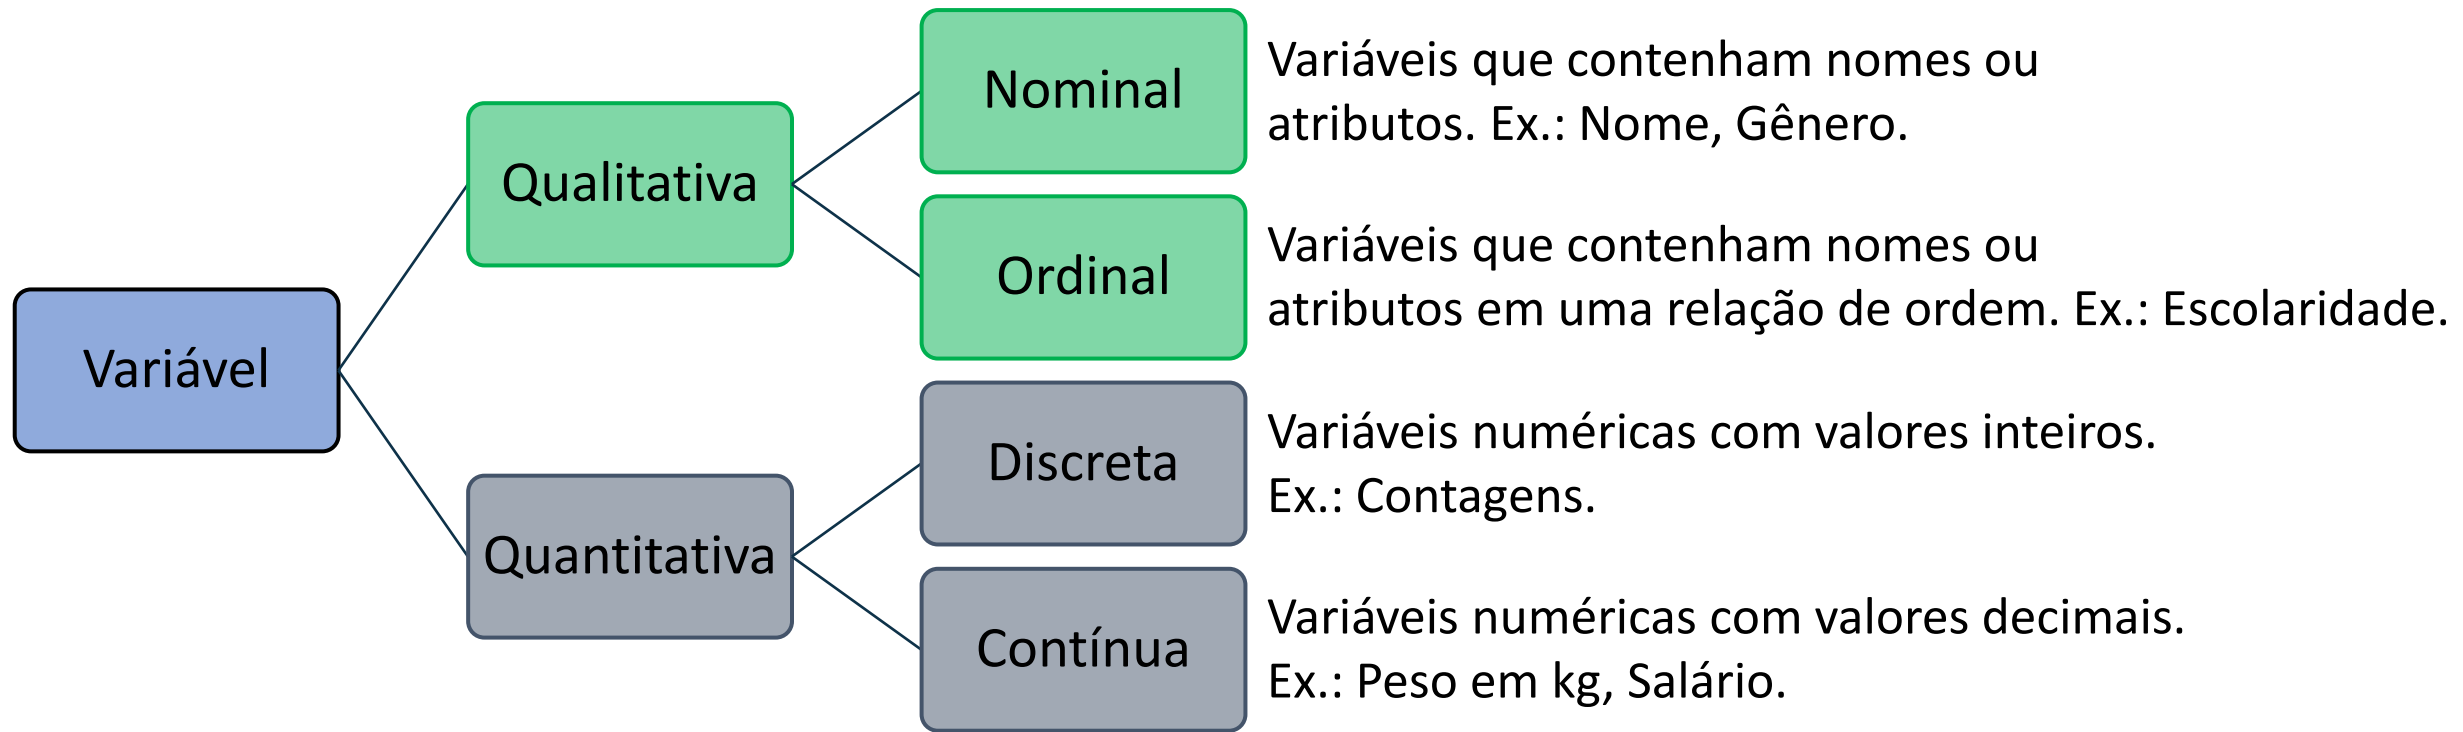 Variável
Qualitativa
Quantitativa
Nominal
Variáveis que contenham nomes ou
atributos. Ex.: Nome, Gênero.
Ordinal
Variáveis que contenham nomes ou
atributos em uma relação de ordem. Ex.: Escolaridade.
Discreta
Variáveis numéricas com valores inteiros.
Ex.: Contagens.
Contínua
Variáveis numéricas com valores decimais.
Ex.: Peso em kg, Salário.